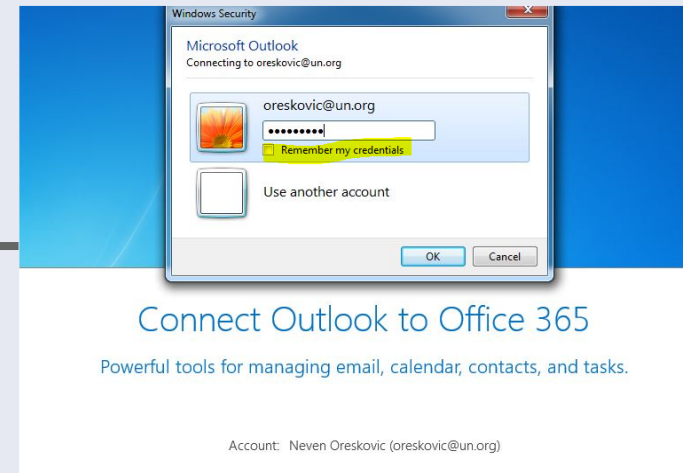 Windows Security
Microsoft Outlook
Connecting to oreskovic@un.org
oreskovic@un.org
•••••••••
Remember my credentials
Use another account
OK Cancel
Connect Outlook to Office 365
Powerful tools for managing email, calendar, contacts, and tasks.
Account: Neven Oreskovic (oreskovic@un.org)